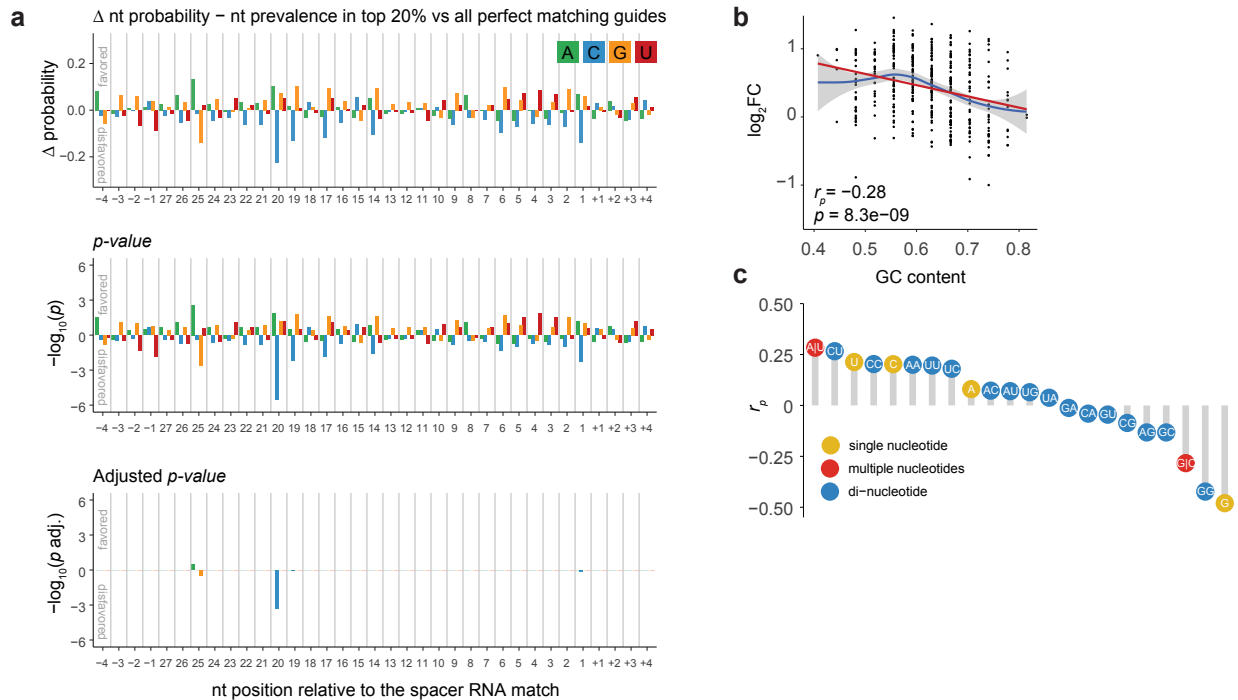 a
Δ nt probability − nt prevalence in top 20% vs all perfect matching guides
A C G U
Δ probability
favored
disfavored
0.2
0.0
−0.2
−4 −3 −2 −1 27 26 25 24 23 22 21 20 19 18 17 16 15 14 13 12 11 10 9 8 7 6 5 4 3 2 1 +1 +2 +3 +4
p-value
−log10(p)
favored
disfavored
6
3
0
−3
−6
−4 −3 −2 −1 27 26 25 24 23 22 21 20 19 18 17 16 15 14 13 12 11 10 9 8 7 6 5 4 3 2 1 +1 +2 +3 +4
Adjusted p-value
−log10(p adj.)
favored
disfavored
6
3
0
−3
−6
−4 −3 −2 −1 27 26 25 24 23 22 21 20 19 18 17 16 15 14 13 12 11 10 9 8 7 6 5 4 3 2 1 +1 +2 +3 +4
nt position relative to the spacer RNA match
b
log2FC
1
0
−1
rp = −0.28
p = 8.3e−09
0.4 0.5 0.6 0.7 0.8
GC content
c
rp
0.50
0.25
0
−0.25
−0.50
A|U CU U CC C AA UU UC A AC AU UG UA GA CA GU CG AG GC G|C GG G
single nucleotide
multiple nucleotides
di−nucleotide